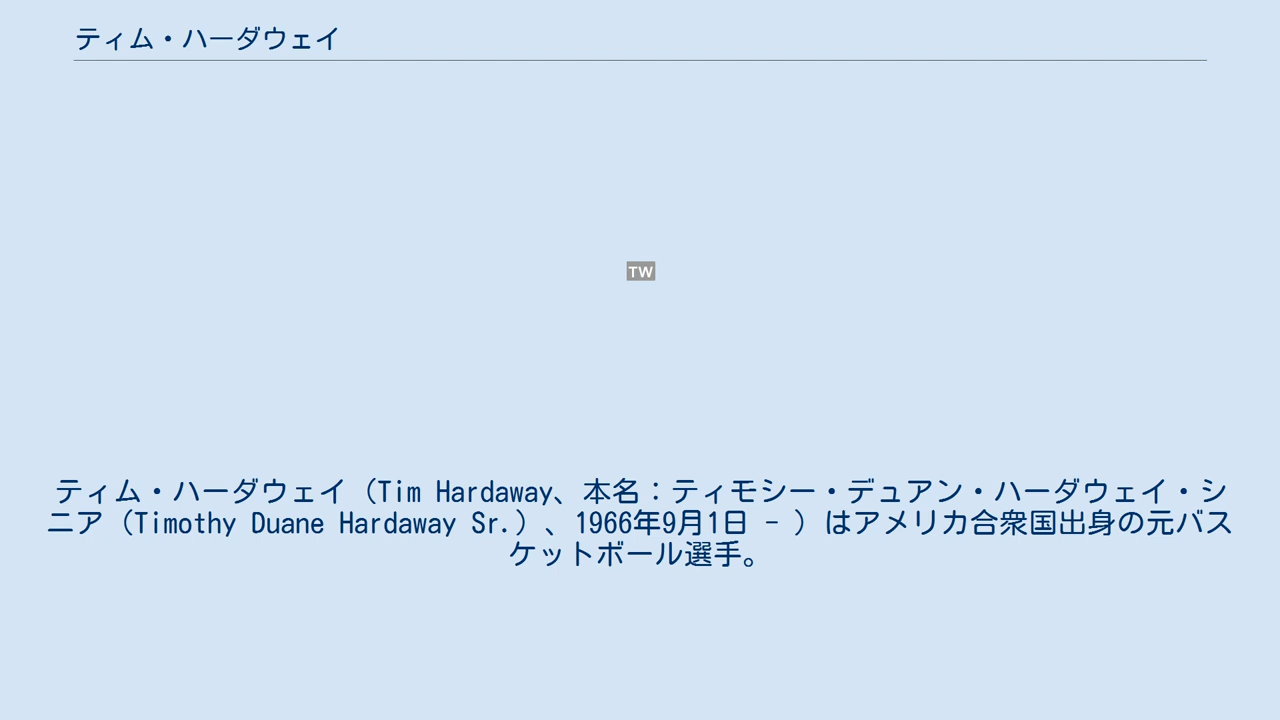 ティム・ハーダウェイ
TW
ティム・ハーダウェイ（Tim Hardaway、本名：ティモシー・デュアン・ハーダウェイ・シ
ニア（Timothy Duane Hardaway Sr.）、1966年9月1日 - ）はアメリカ合衆国出身の元バス
ケットボール選手。